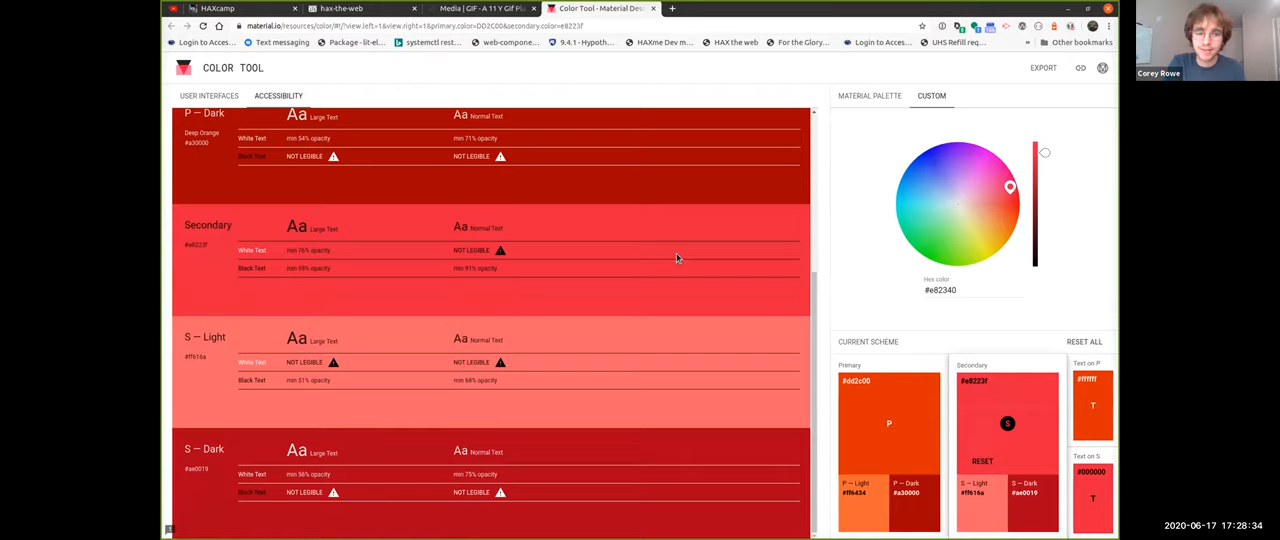 HAXcamp
hax-the-web
Media | GIF - A 11 Y Gif Pl
Color Tool - Material Des
material.io/resources/color/#!/?view.left=1&view.right=1&primary.color=DD2C00&secondary.color=e8223f
Login to Acces...
Text messaging
Package - lit-el...
systemctl rest...
web-compone...
9.4.1 - Hypoth...
HAXme Dev m...
HAX the web
For the Glory...
Login to Acces...
UHS Refill req...
Other bookmarks
Corey Rowe
COLOR TOOL
EXPORT
USER INTERFACES
ACCESSIBILITY
MATERIAL PALETTE
CUSTOM
P — Dark
Deep Orange
#a30000
Aa Large Text
Aa Normal Text
White Text
min 54% opacity
min 71% opacity
Black Text
NOT LEGIBLE
NOT LEGIBLE
Secondary
#e8223f
Aa Large Text
Aa Normal Text
White Text
min 76% opacity
NOT LEGIBLE
Black Text
min 91% opacity
S — Light
#ff616a
Aa Large Text
Aa Normal Text
White Text
NOT LEGIBLE
NOT LEGIBLE
Black Text
min 51% opacity
min 68% opacity
S — Dark
#ae0019
Aa Large Text
Aa Normal Text
White Text
min 56% opacity
min 75% opacity
Black Text
NOT LEGIBLE
NOT LEGIBLE
Hex color
#e82340
CURRENT SCHEME
RESET ALL
Primary
#dd2c00
P
P — Light
#ff6434
P — Dark
#a30000
Secondary
#e8223f
S
RESET
S — Light
#ff616a
S — Dark
#ae0019
Text on P
#ffffff
T
Text on S
#000000
T
2020-06-17 17:28:34